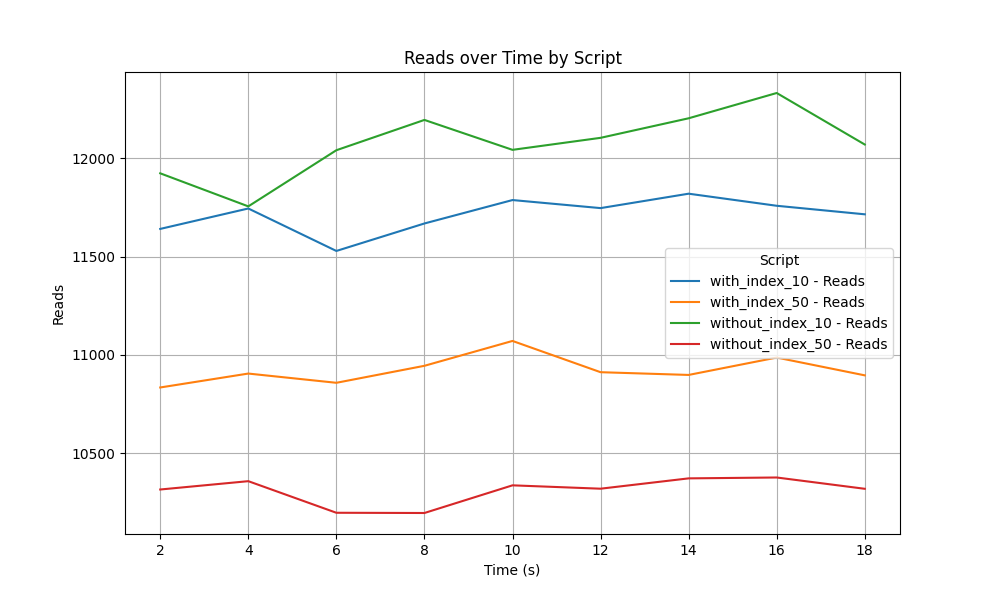 Reads over Time by Script
Reads
12000
11500
11000
10500
Script
with_index_10 - Reads
with_index_50 - Reads
without_index_10 - Reads
without_index_50 - Reads
2 4 6 8 10 12 14 16 18
Time (s)